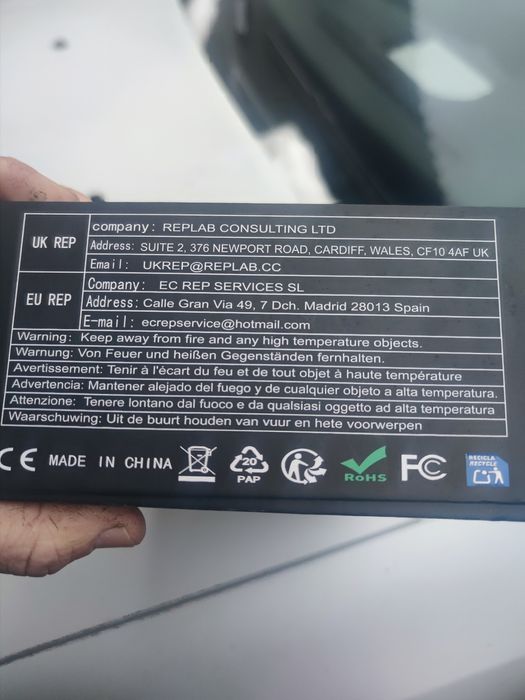 UK REP
company: REPLAB CONSULTING LTD
Address: SUITE 2, 376 NEWPORT ROAD, CARDIFF, WALES, CF10 4AF UK
Email: UKREP@REPLAB.CC
EU REP
Company: EC REP SERVICES SL
Address: Calle Gran Via 49, 7 Dch. Madrid 28013 Spain
E-mail: ecrepservice@hotmail.com
Warning: Keep away from fire and any high temperature objects.
Warnung: Von Feuer und heißen Gegenständen fernhalten.
Avertissement: Tenir à l'écart du feu et de tout objet à haute température
Advertencia: Mantener alejado del fuego y de cualquier objeto a alta temperatura.
Attenzione: Tenere lontano dal fuoco e da qualsiasi oggetto ad alta temperatura
Waarschuwing: Uit de buurt houden van vuur en hete voorwerpen
CE MADE IN CHINA
20
PAP
RoHS
FC
RECICLA
RECYCLE